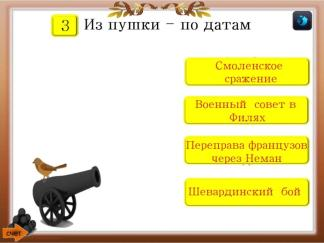 3
Из пушки – по датам
Смоленское
сражение
Военный совет в
Филях
Переправа французов
через Неман
Шевардинский бой
счет